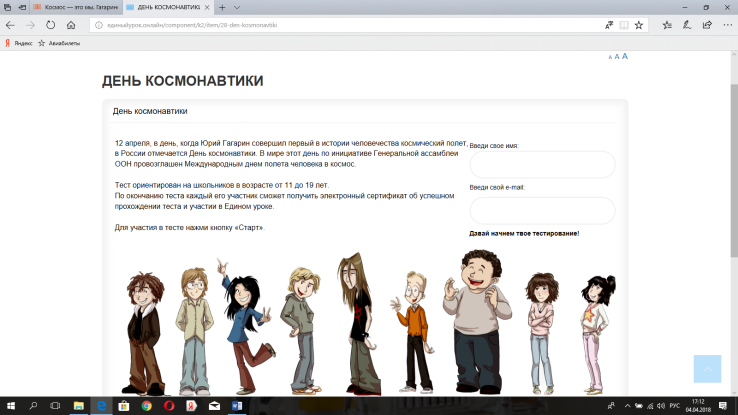 Космос — это мы. Гагарин
ДЕНЬ КОСМОНАВТИКИ
единыйурок.онлайн/component/k2/item/28-den-kosmonavtiki
Яндекс
Авиабилеты
A A A
ДЕНЬ КОСМОНАВТИКИ
День космонавтики
12 апреля, в день, когда Юрий Гагарин совершил первый в истории человечества космический полет,
в России отмечается День космонавтики. В мире этот день по инициативе Генеральной ассамблеи
ООН провозглашен Международным днем полета человека в космос.
Тест ориентирован на школьников в возрасте от 11 до 19 лет.
По окончанию теста каждый его участник сможет получить электронный сертификат об успешном
прохождении теста и участии в Едином уроке.
Для участия в тесте нажми кнопку «Старт».
Введи свое имя:
Введи свой e-mail:
Давай начнем твое тестирование!
РУС
17:12
04.04.2018